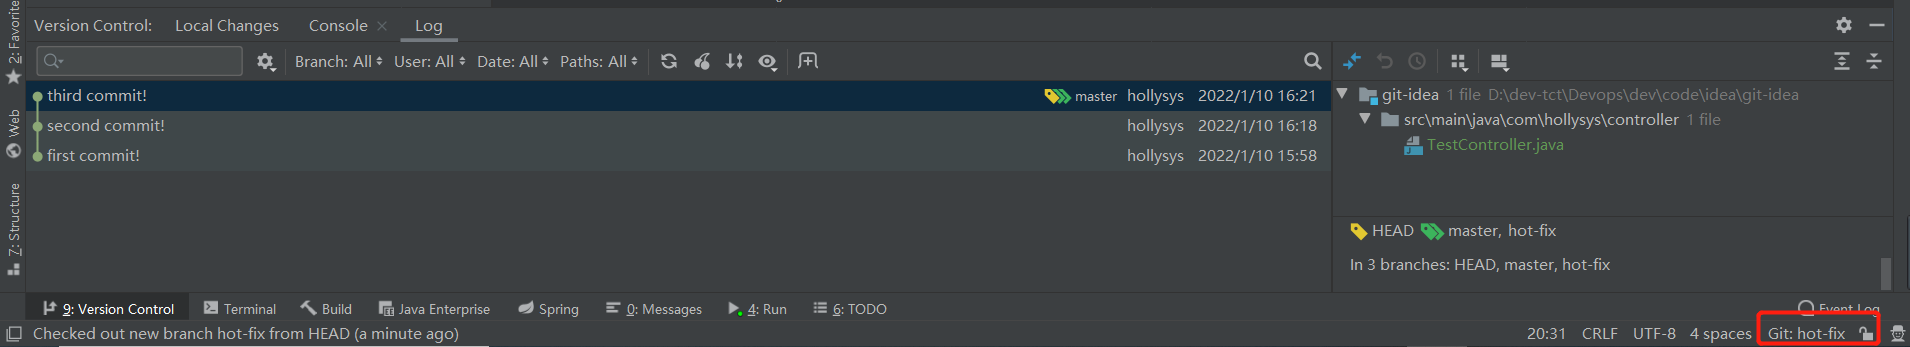 2: Favorite
Web
7: Structure
Version Control: Local Changes Console × Log
Branch: All User: All Date: All Paths: All
third commit! master hollysys 2022/1/10 16:21
second commit! hollysys 2022/1/10 16:18
first commit! hollysys 2022/1/10 15:58
git-idea 1 file D:\dev-tct\Devops\dev\code\idea\git-idea
src\main\java\com\hollysys\controller 1 file
TestController.java
HEAD master, hot-fix
In 3 branches: HEAD, master, hot-fix
9: Version Control Terminal Build Java Enterprise Spring 0: Messages 4: Run 6: TODO Event Log
Checked out new branch hot-fix from HEAD (a minute ago) 20:31 CRLF UTF-8 4 spaces Git: hot-fix